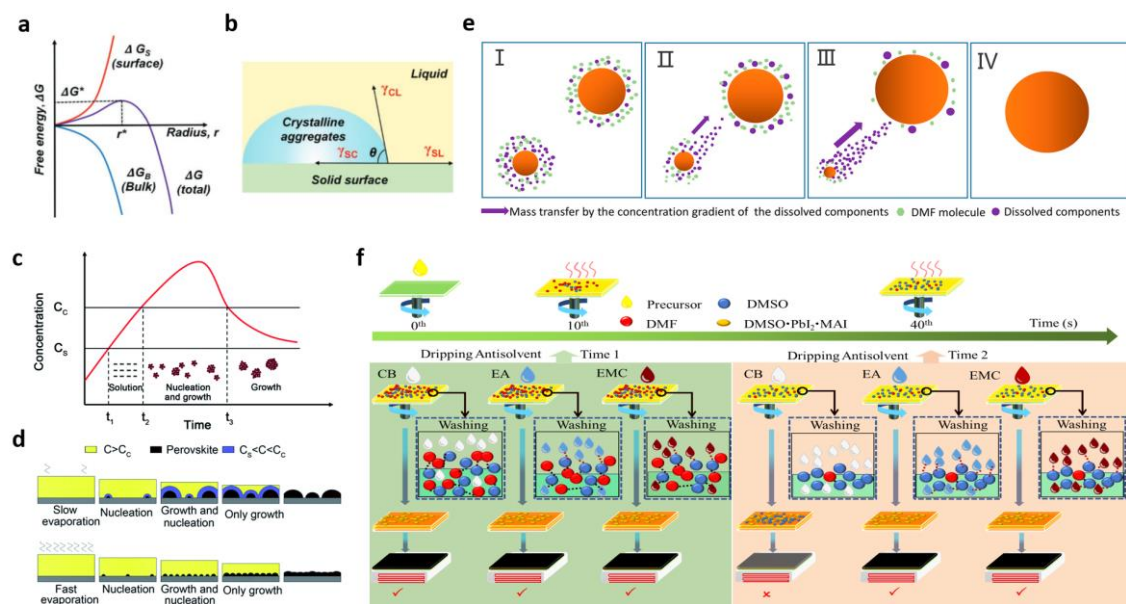 a
Δ G_S
(surface)
ΔG*
Free energy, ΔG
Radius, r
r*
ΔG_B
(Bulk)
ΔG
(total)
b
Liquid
γ_CL
Crystalline
aggregates
γ_SC
θ
γ_SL
Solid surface
c
Concentration
C_C
C_S
Solution
Nucleation
and growth
Growth
t_1
t_2
t_3
Time
d
C>C_C
Perovskite
C_S<C<C_C
Slow
evaporation
Nucleation
Growth and
nucleation
Only growth
Fast
evaporation
Nucleation
Growth and
nucleation
Only growth
e
I
II
III
IV
Mass transfer by the concentration gradient of the dissolved components
DMF molecule
Dissolved components
f
Precursor
DMSO
DMF
DMSO·PbI₂·MAI
0th
10th
40th
Time (s)
Dripping Antisolvent
Time 1
Dripping Antisolvent
Time 2
CB
EA
EMC
CB
EA
EMC
Washing
Washing
Washing
Washing
Washing
Washing